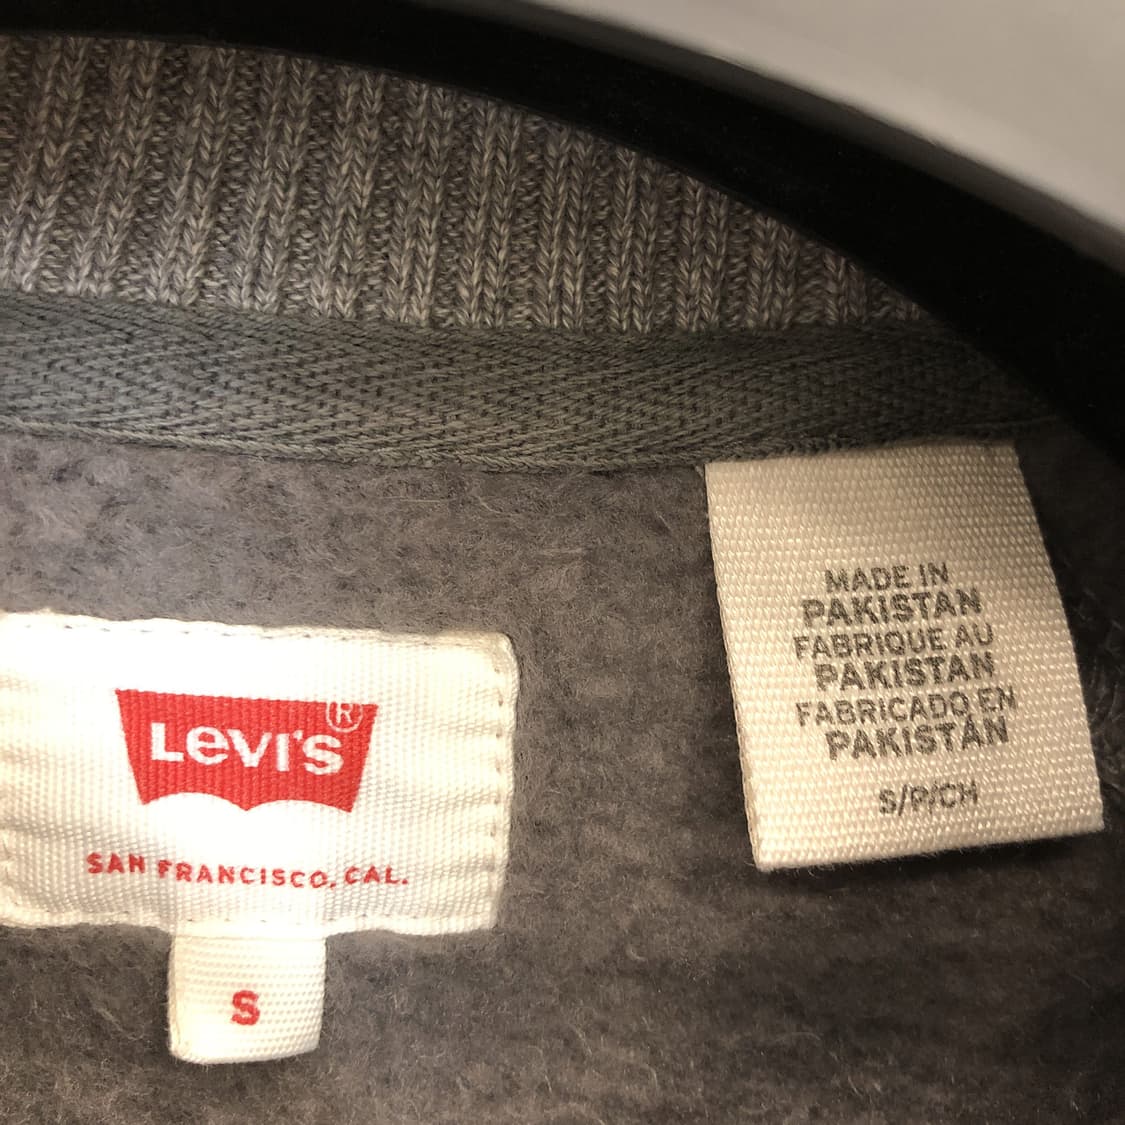 Levi's®
SAN FRANCISCO, CAL.
S
MADE IN
PAKISTAN
FABRIQUE AU
PAKISTAN
FABRICADO EN
PAKISTÁN
S/P/CH